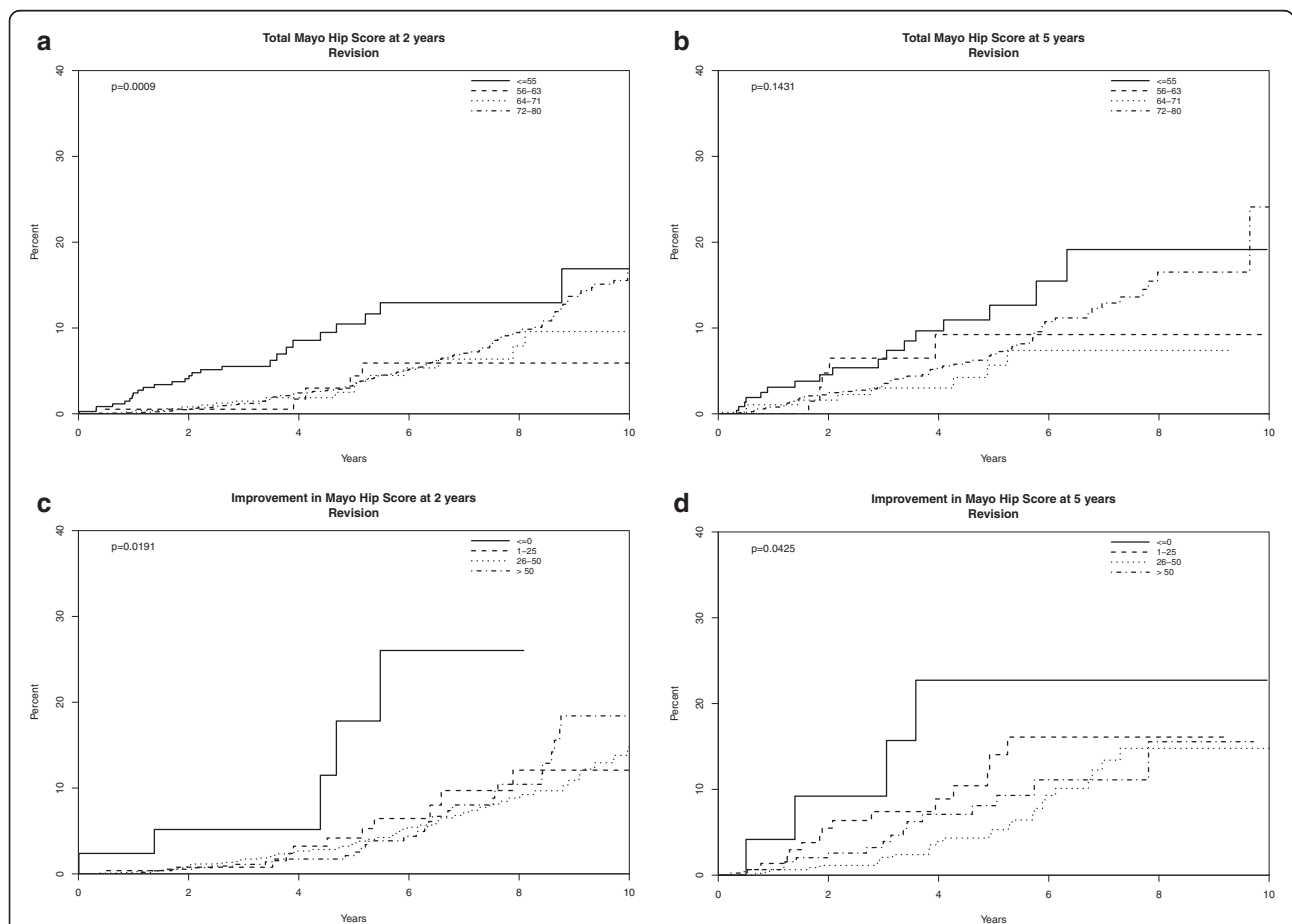 a
Total Mayo Hip Score at 2 years
Revision
p=0.0009
<=55
56–63
64–71
72–80
40
30
20
10
0
Percent
0 2 4 6 8 10
Years
b
Total Mayo Hip Score at 5 years
Revision
p=0.1431
<=55
56–63
64–71
72–80
40
30
20
10
0
Percent
0 2 4 6 8 10
Years
c
Improvement in Mayo Hip Score at 2 years
Revision
p=0.0191
<=0
1–25
26–50
> 50
40
30
20
10
0
Percent
0 2 4 6 8 10
Years
d
Improvement in Mayo Hip Score at 5 years
Revision
p=0.0425
<=0
1–25
26–50
> 50
40
30
20
10
0
Percent
0 2 4 6 8 10
Years